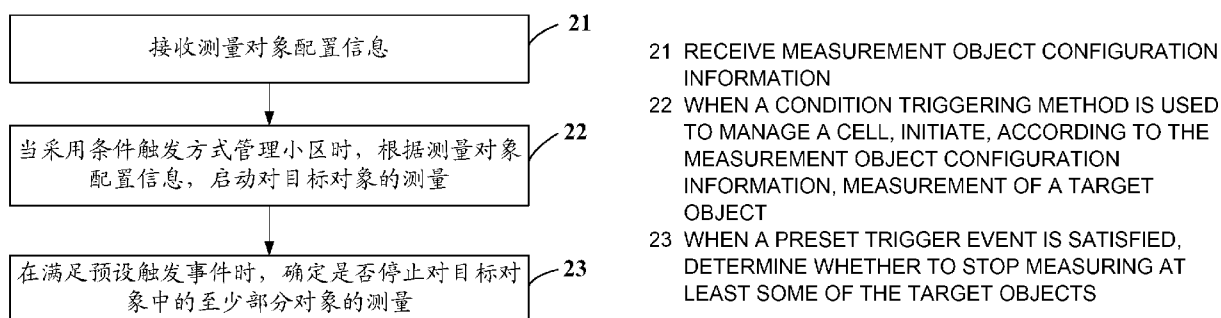 接收测量对象配置信息
21
当采用条件触发方式管理小区时，根据测量对象
配置信息，启动对目标对象的测量
22
在满足预设触发事件时，确定是否停止对目标对
象中的至少部分对象的测量
23
21 RECEIVE MEASUREMENT OBJECT CONFIGURATION
INFORMATION
22 WHEN A CONDITION TRIGGERING METHOD IS USED
TO MANAGE A CELL, INITIATE, ACCORDING TO THE
MEASUREMENT OBJECT CONFIGURATION
INFORMATION, MEASUREMENT OF A TARGET
OBJECT
23 WHEN A PRESET TRIGGER EVENT IS SATISFIED,
DETERMINE WHETHER TO STOP MEASURING AT
LEAST SOME OF THE TARGET OBJECTS